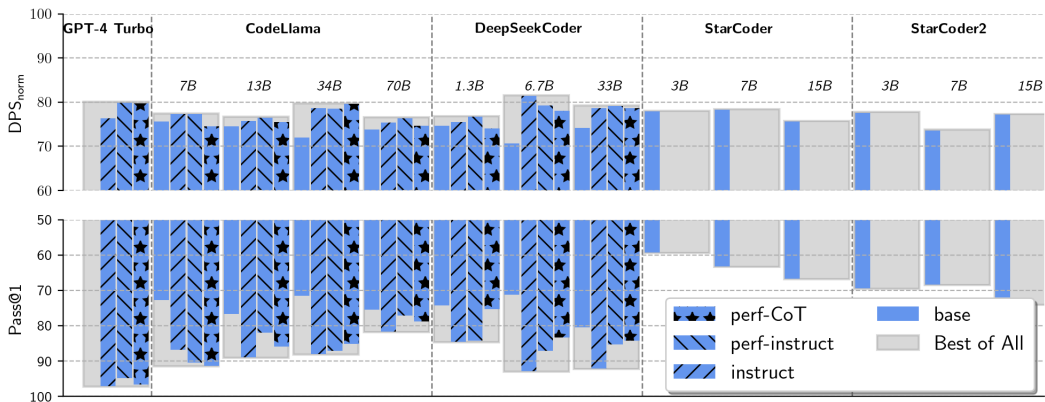 GPT-4 Turbo CodeLlama DeepSeekCoder StarCoder StarCoder2
7B 13B 34B 70B 1.3B 6.7B 33B 3B 7B 15B 3B 7B 15B
DPSnorm
100
90
80
70
60
Pass@1
50
60
70
80
90
100
perf-CoT
perf-instruct
instruct
base
Best of All